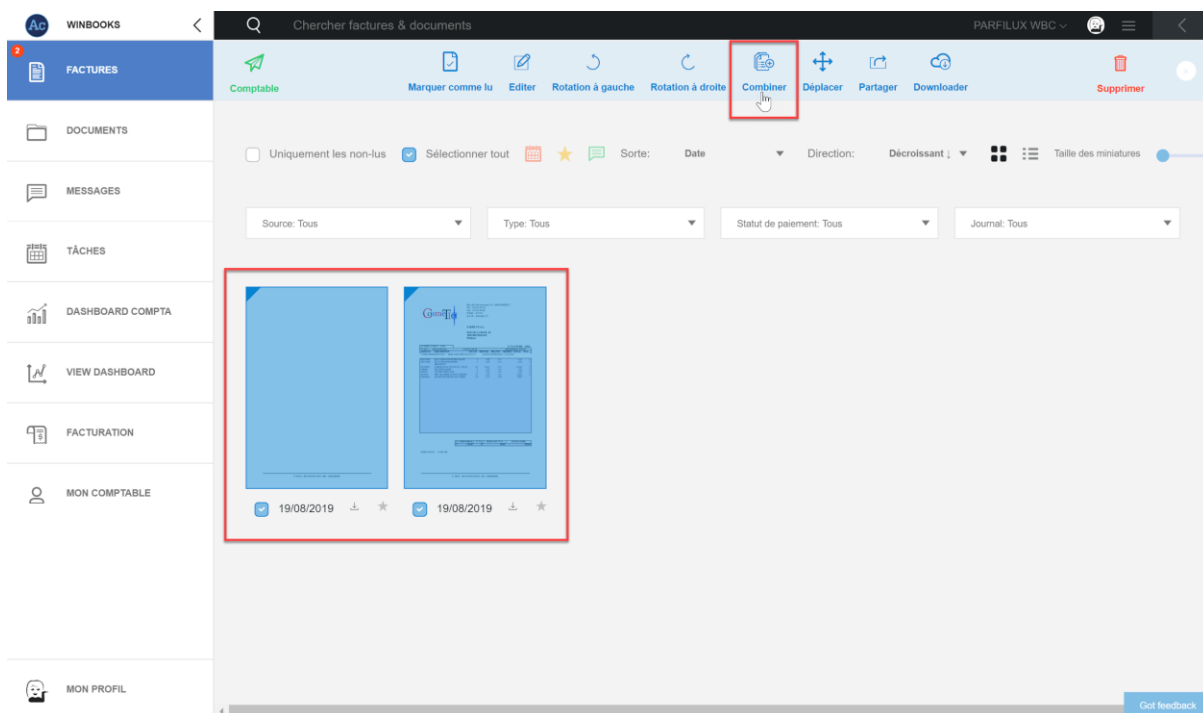 Ac WINBOOKS
Chercher factures & documents
PARFILUX WBC
2
FACTURES
Comptable
Marquer comme lu
Editer
Rotation à gauche
Rotation à droite
Combiner
Déplacer
Partager
Downloader
Supprimer
DOCUMENTS
MESSAGES
TÂCHES
DASHBOARD COMPTA
VIEW DASHBOARD
FACTURATION
MON COMPTABLE
MON PROFIL
Uniquement les non-lus
Sélectionner tout
Sorte: Date
Direction: Décroissant ↓
Taille des miniatures
Source: Tous
Type: Tous
Statut de paiement: Tous
Journal: Tous
19/08/2019
19/08/2019
Got feedback